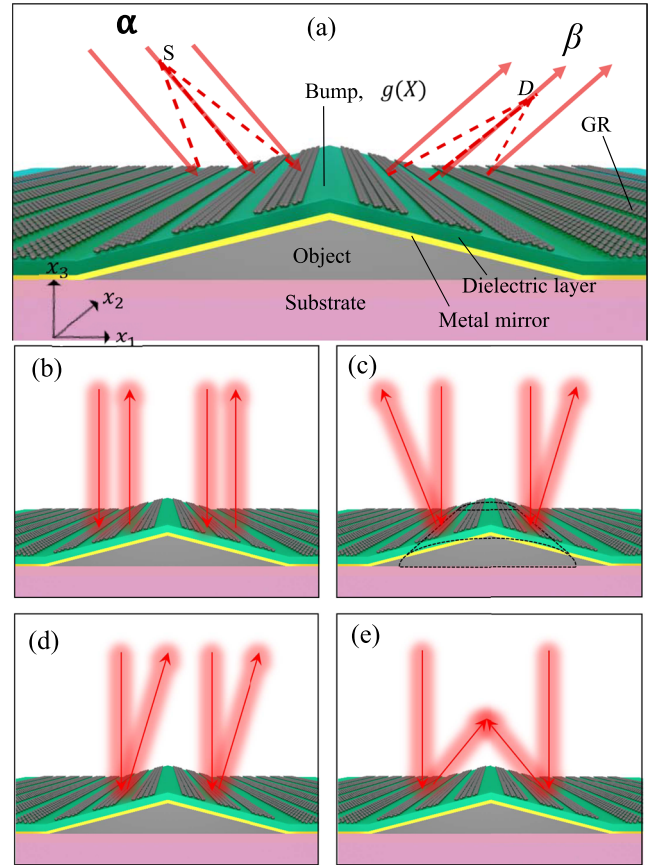 (a)
α
β
S
D
Bump, g(X)
GR
Object
Dielectric layer
Metal mirror
Substrate
x₃
x₂
x₁
(b)
(c)
(d)
(e)